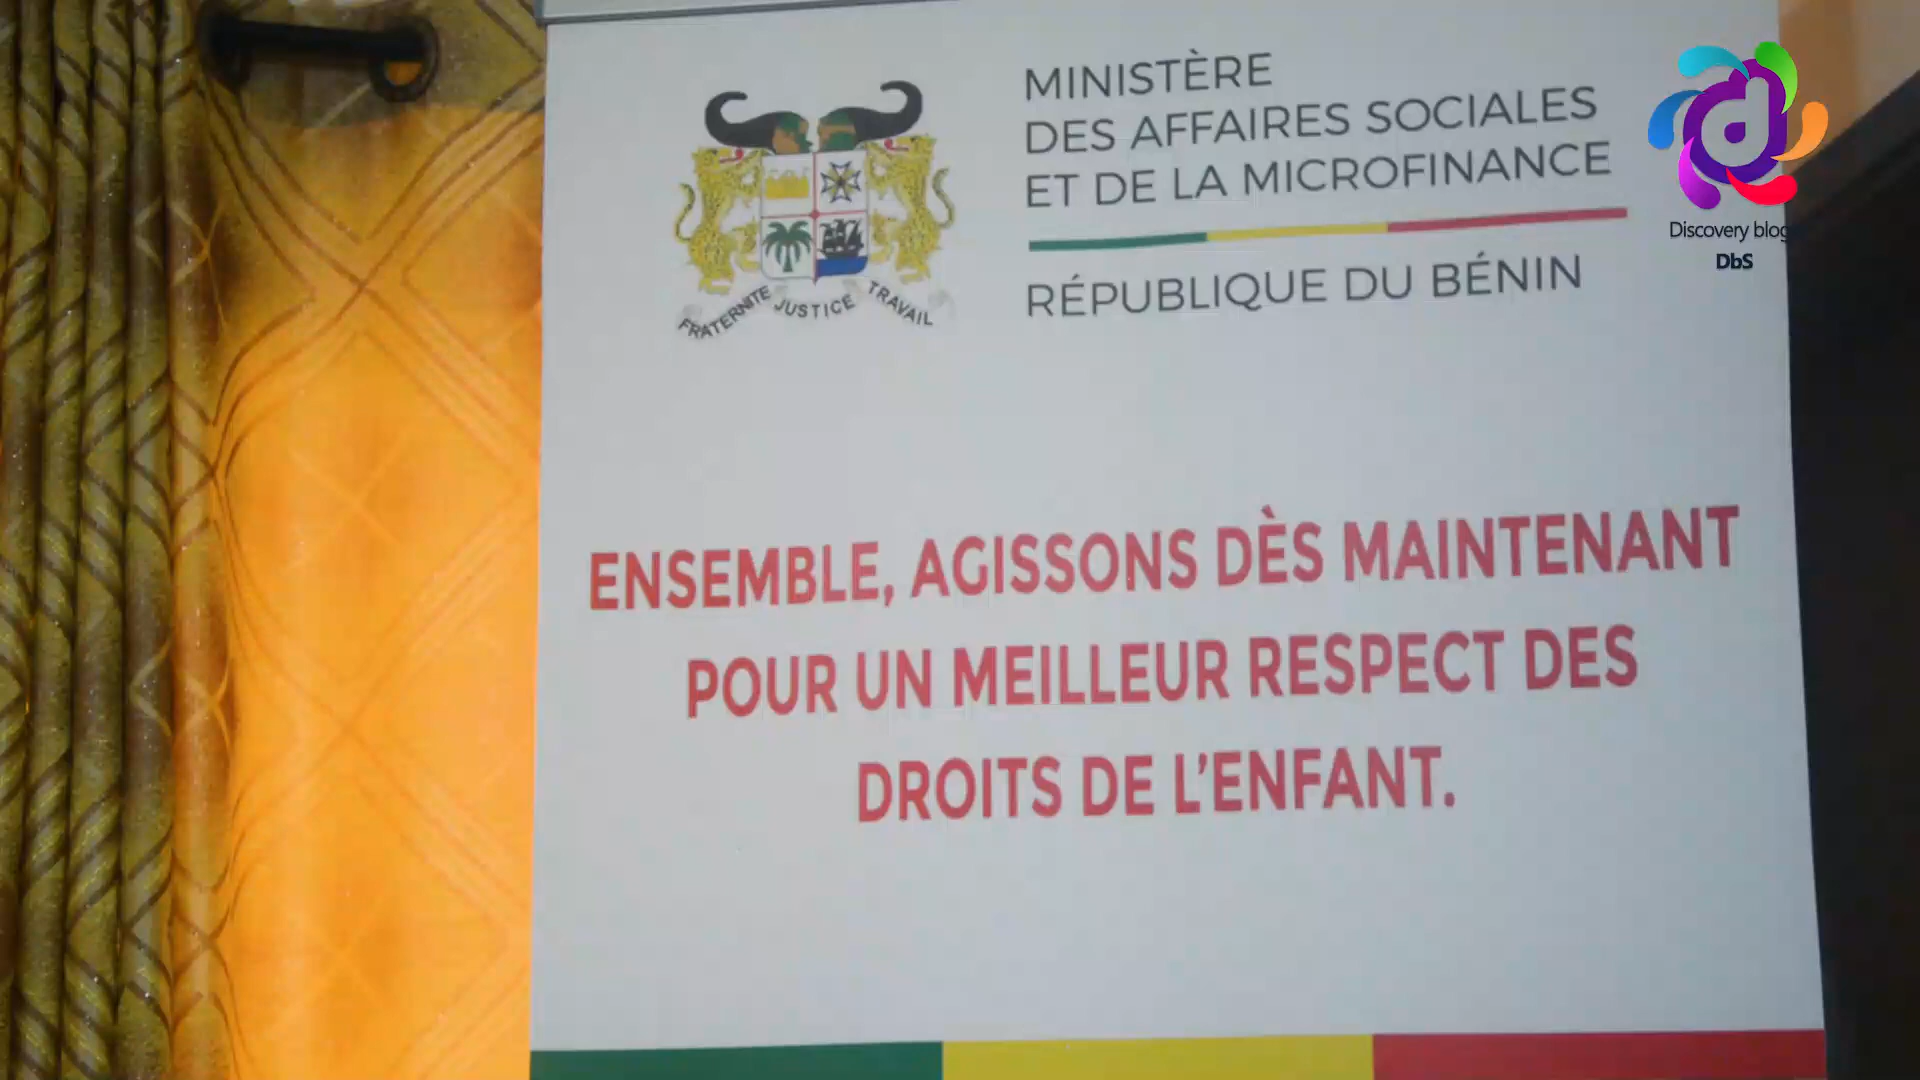 MINISTÈRE
DES AFFAIRES SOCIALES
ET DE LA MICROFINANCE
RÉPUBLIQUE DU BÉNIN
FRATERNITE JUSTICE TRAVAIL
ENSEMBLE, AGISSONS DÈS MAINTENANT
POUR UN MEILLEUR RESPECT DES
DROITS DE L'ENFANT.
d
Discovery blog
DbS